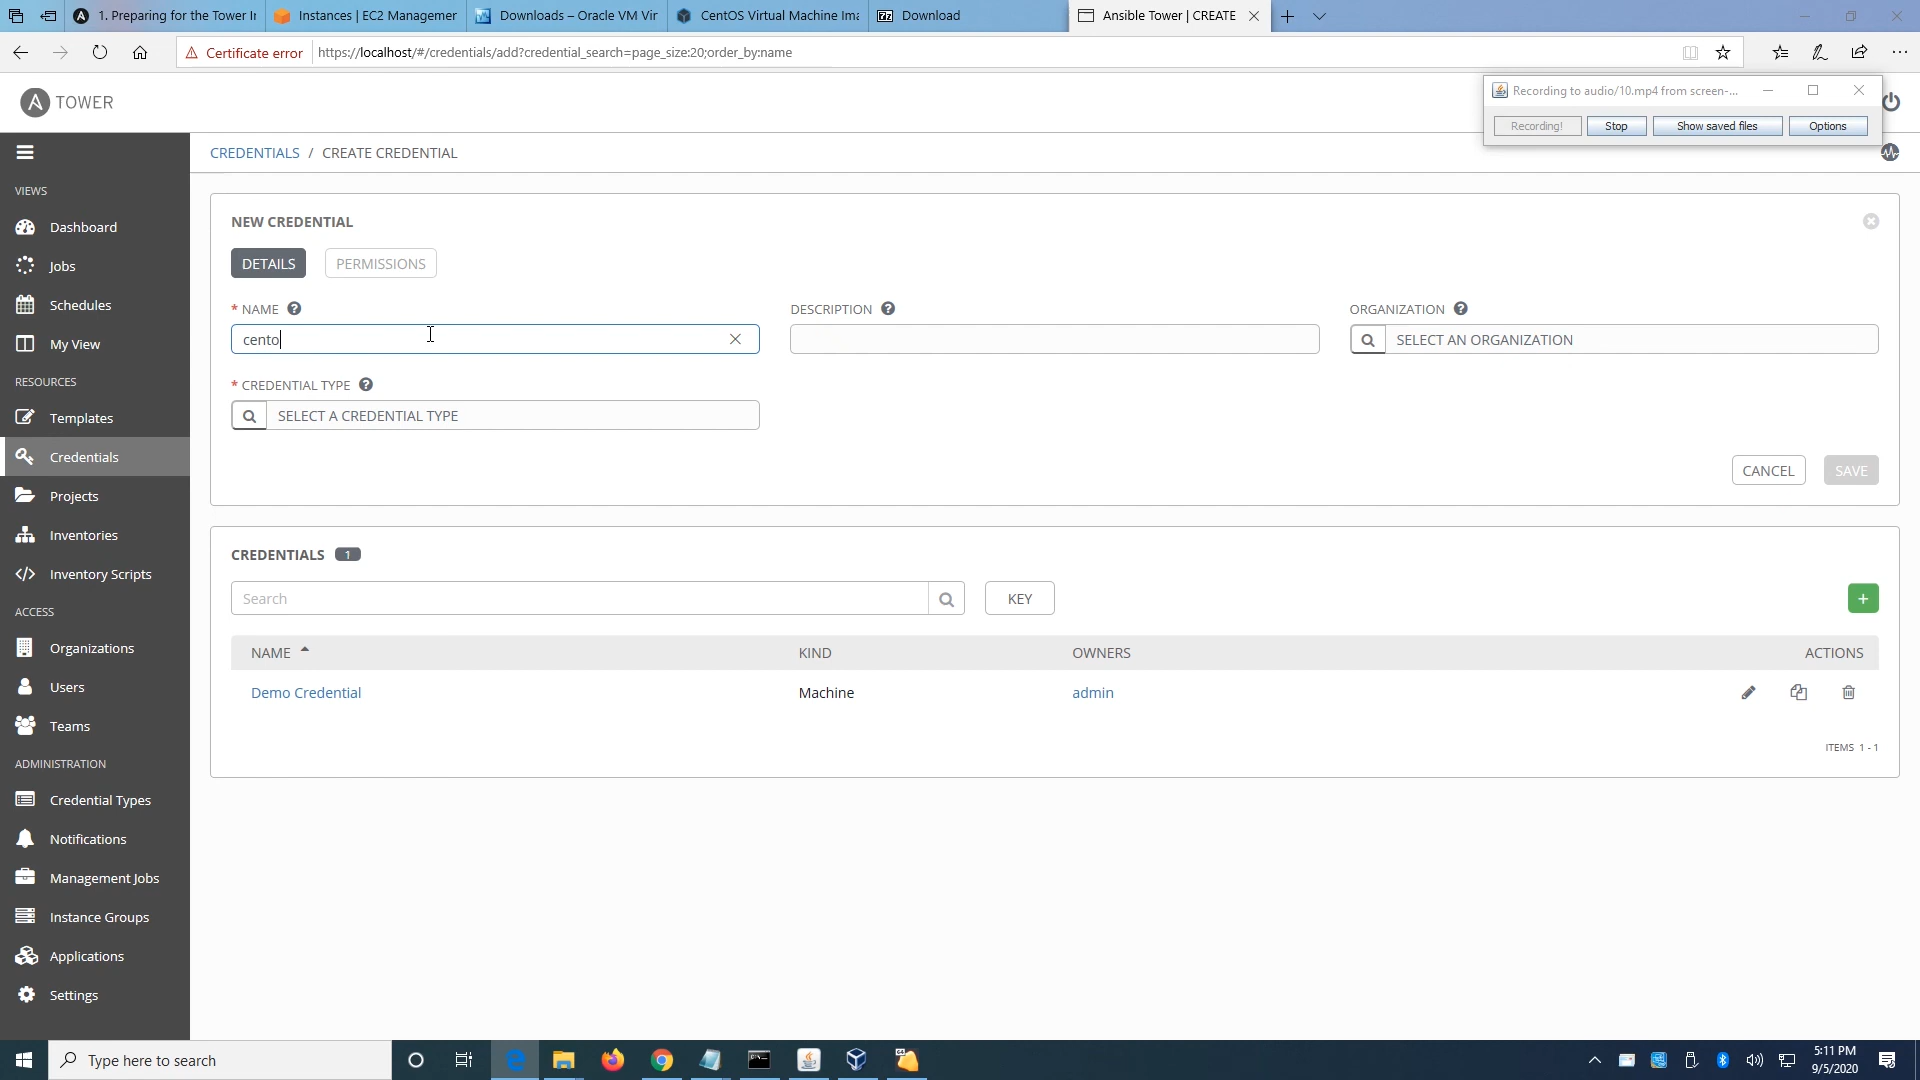 1. Preparing for the Tower In
Instances | EC2 Managemer
Downloads – Oracle VM Vir
CentOS Virtual Machine Ima
Download
Ansible Tower | CREATE
Certificate error
https://localhost/#/credentials/add?credential_search=page_size:20;order_by:name
TOWER
Recording to audio/10.mp4 from screen-...
Recording!
Stop
Show saved files
Options
CREDENTIALS / CREATE CREDENTIAL
VIEWS
Dashboard
Jobs
Schedules
My View
RESOURCES
Templates
Credentials
Projects
Inventories
Inventory Scripts
ACCESS
Organizations
Users
Teams
ADMINISTRATION
Credential Types
Notifications
Management Jobs
Instance Groups
Applications
Settings
NEW CREDENTIAL
DETAILS
PERMISSIONS
* NAME ?
cento
DESCRIPTION ?
ORGANIZATION ?
SELECT AN ORGANIZATION
* CREDENTIAL TYPE ?
SELECT A CREDENTIAL TYPE
CANCEL
SAVE
CREDENTIALS 1
Search
KEY
+
NAME
KIND
OWNERS
ACTIONS
Demo Credential
Machine
admin
ITEMS 1 - 1
Type here to search
5:11 PM
9/5/2020